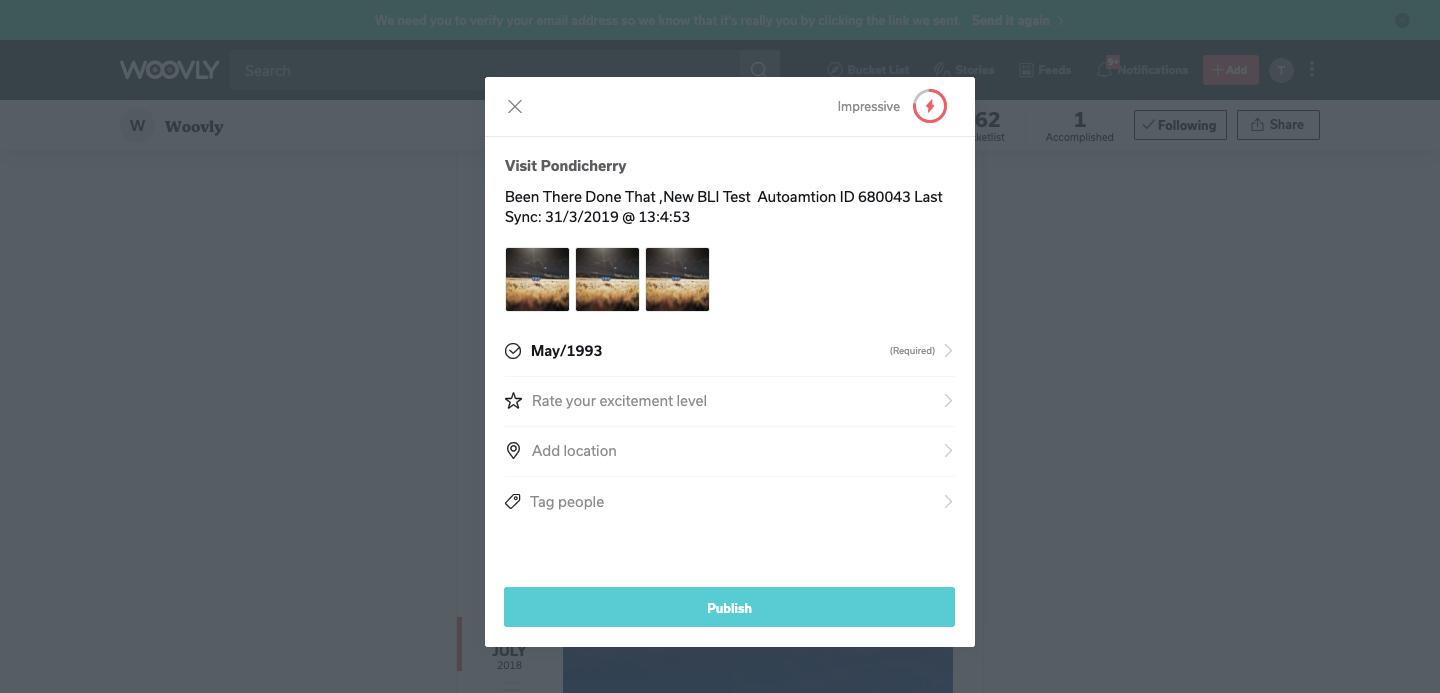 We need you to verify your email address so we know that it's really you by clicking the link we sent. Send it again
WOOVLY
Search
Bucket List
Stories
Feeds
9+
Notifications
+ Add
T
W
Woovly
62
ketlist
1
Accomplished
Following
Share
Impressive
Visit Pondicherry
Been There Done That ,New BLI Test  Autoamtion ID 680043 Last
Sync: 31/3/2019 @ 13:4:53
May/1993
(Required)
Rate your excitement level
Add location
Tag people
Publish
JULY
2018